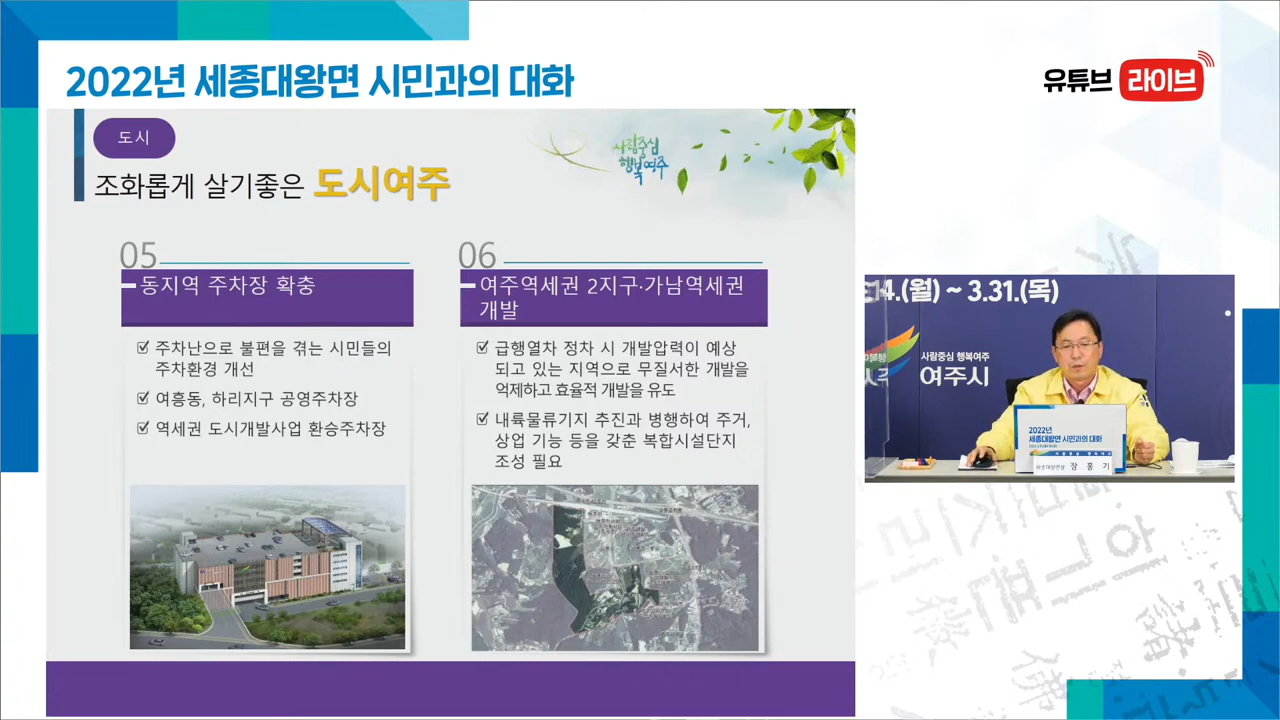 2022년 세종대왕면 시민과의 대화
유튜브 라이브
도시
사람중심
행복여주
조화롭게 살기좋은 도시여주
05
동지역 주차장 확충
주차난으로 불편을 겪는 시민들의
주차환경 개선
여흥동, 하리지구 공영주차장
역세권 도시개발사업 환승주차장
06
여주역세권 2지구·가남역세권
개발
급행열차 정차 시 개발압력이 예상
되고 있는 지역으로 무질서한 개발을
억제하고 효율적 개발을 유도
내륙물류기지 추진과 병행하여 주거,
상업 기능 등을 갖춘 복합시설단지
조성 필요
14.(월) ~ 3.31.(목)
사람중심 행복여주
여주시
2022년
세종대왕면 시민과의 대화
세종대왕면장 장 홍 기